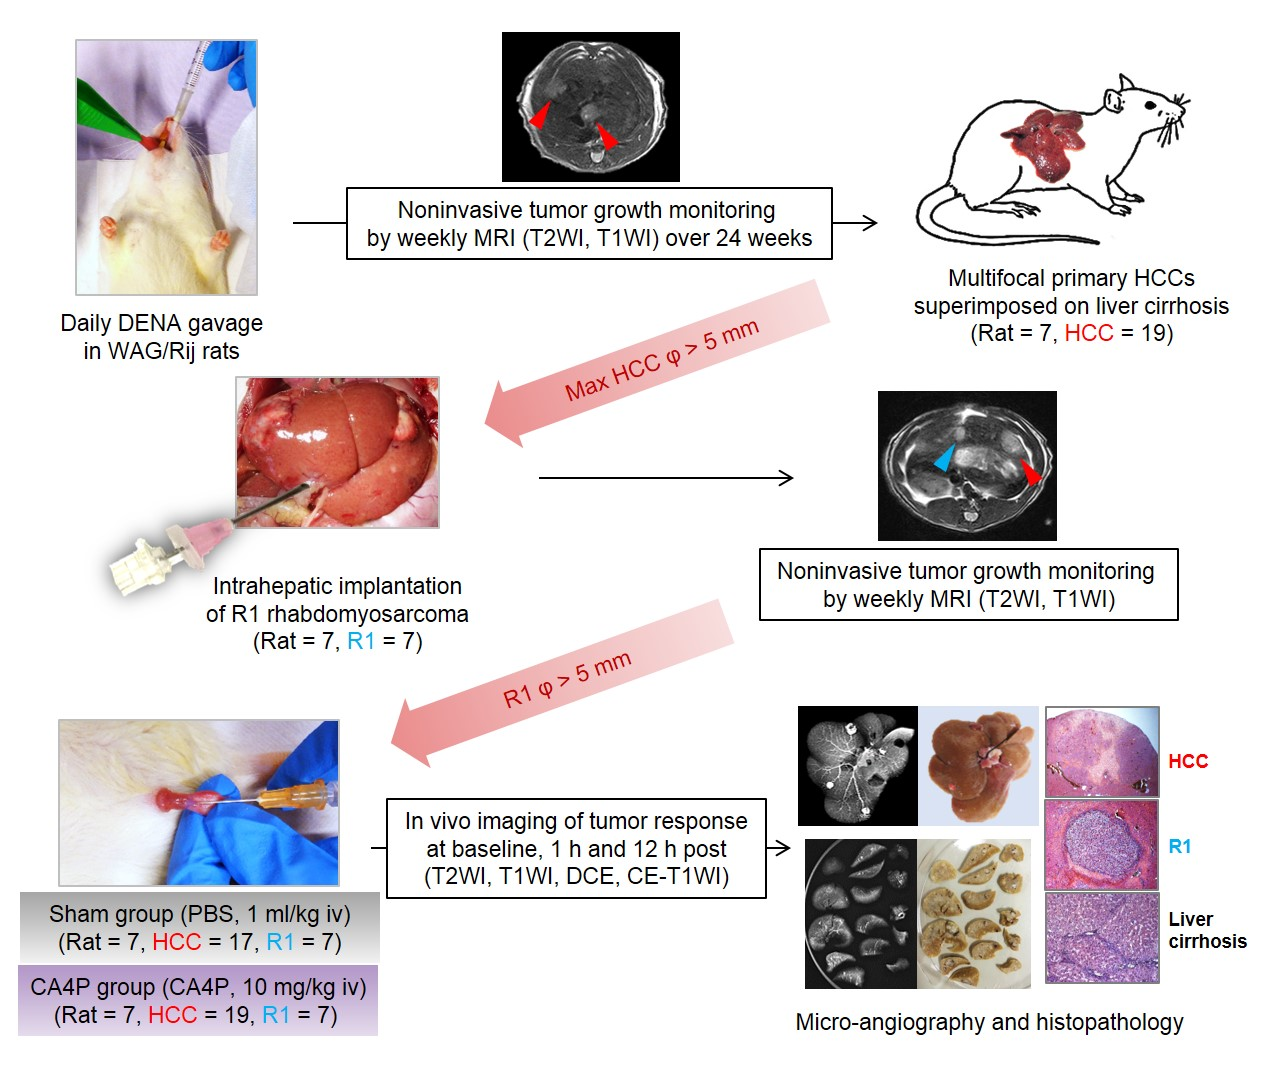 Daily DENA gavage
in WAG/Rij rats
Noninvasive tumor growth monitoring
by weekly MRI (T2WI, T1WI) over 24 weeks
Multifocal primary HCCs
superimposed on liver cirrhosis
(Rat = 7, HCC = 19)
Max HCC φ > 5 mm
Intrahepatic implantation
of R1 rhabdomyosarcoma
(Rat = 7, R1 = 7)
Noninvasive tumor growth monitoring
by weekly MRI (T2WI, T1WI)
R1 φ > 5 mm
Sham group (PBS, 1 ml/kg iv)
(Rat = 7, HCC = 17, R1 = 7)
CA4P group (CA4P, 10 mg/kg iv)
(Rat = 7, HCC = 19, R1 = 7)
In vivo imaging of tumor response
at baseline, 1 h and 12 h post
(T2WI, T1WI, DCE, CE-T1WI)
HCC
R1
Liver
cirrhosis
Micro-angiography and histopathology